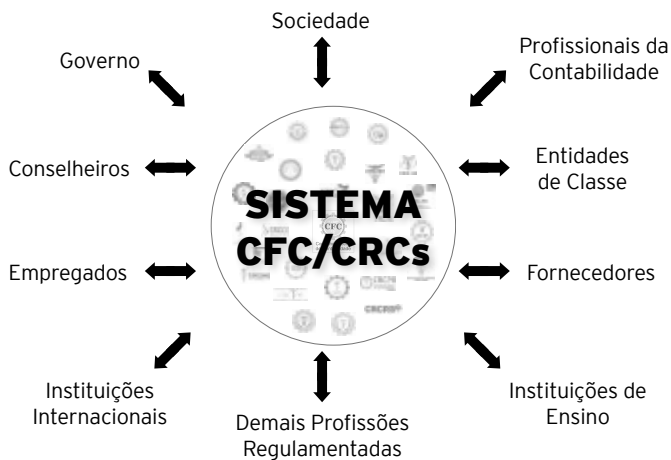 Sociedade
Governo
Profissionais da
Contabilidade
Conselheiros
Entidades
de Classe
SISTEMA
CFC/CRCs
CFC
Empregados
Fornecedores
Instituições
Internacionais
Demais Profissões
Regulamentadas
Instituições de
Ensino